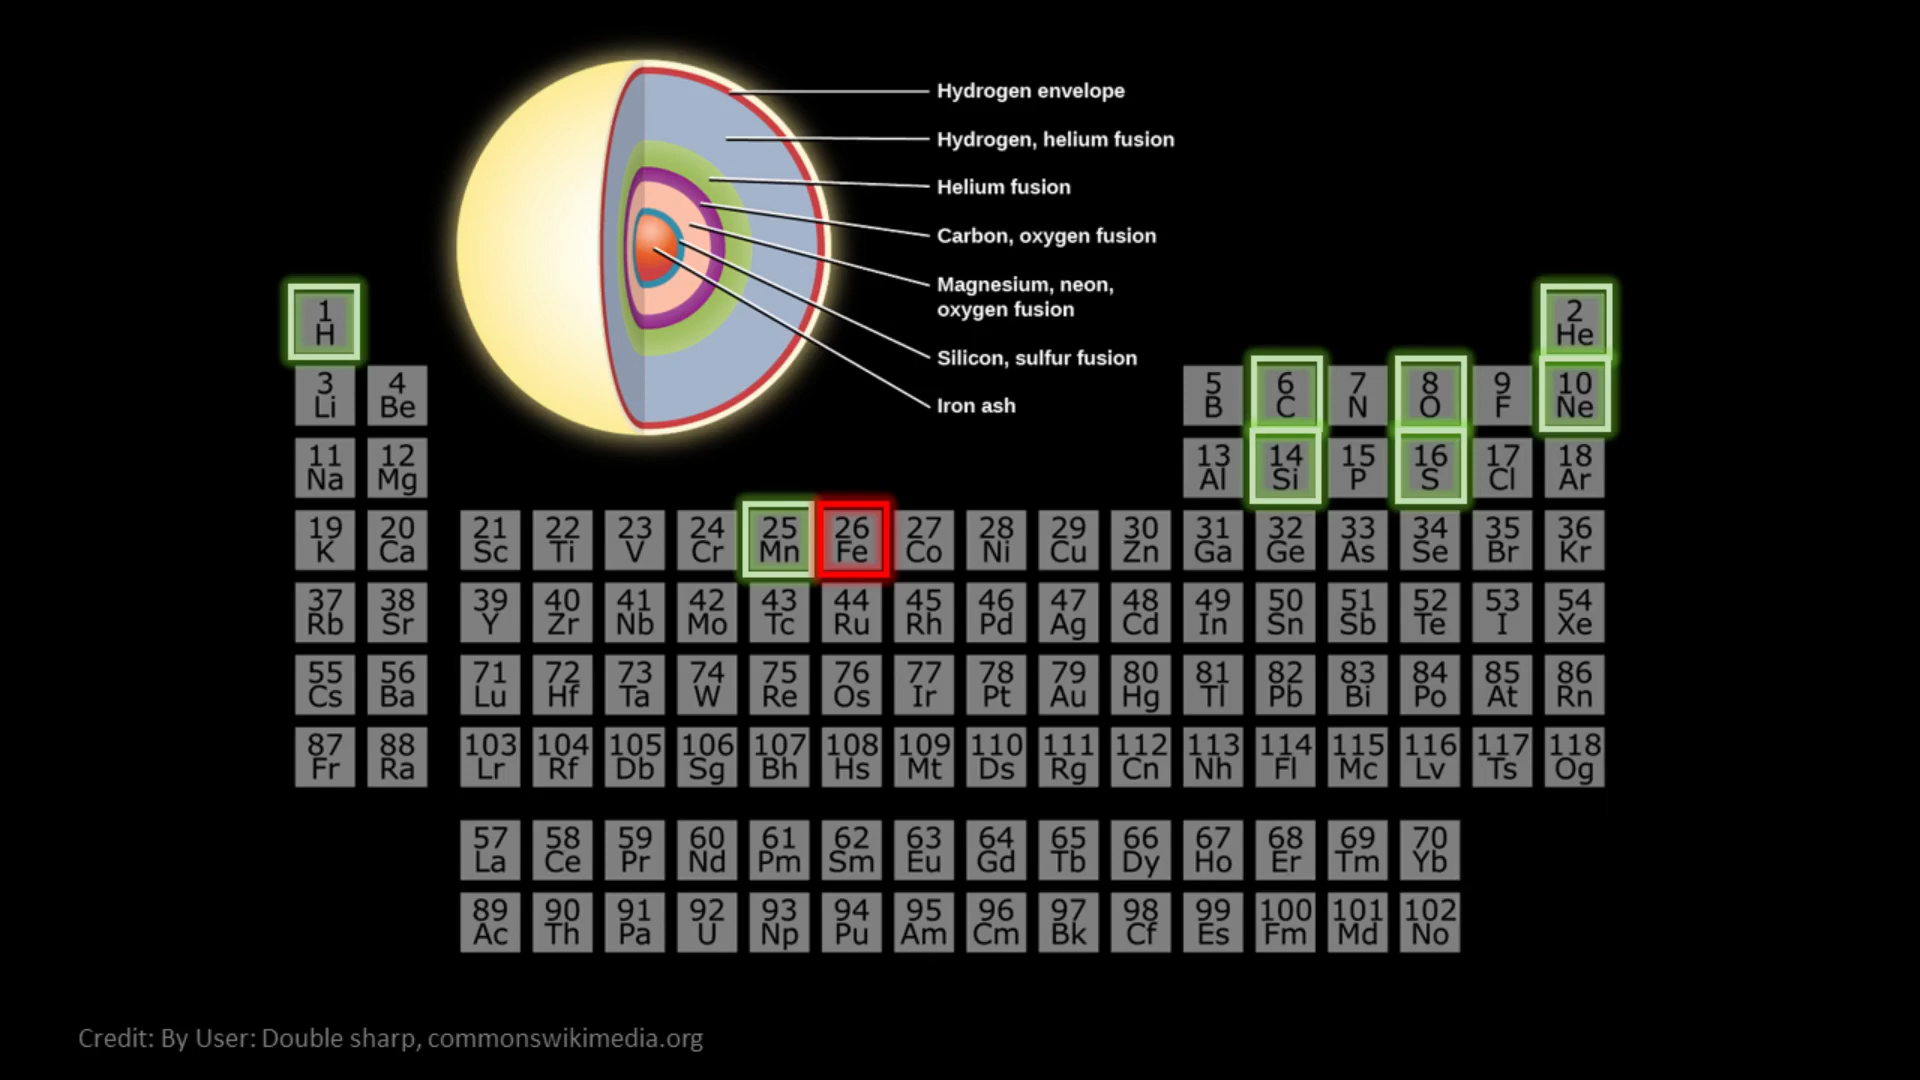 Hydrogen envelope
Hydrogen, helium fusion
Helium fusion
Carbon, oxygen fusion
Magnesium, neon,
oxygen fusion
Silicon, sulfur fusion
Iron ash
1 2
H He
3 4 5 6 7 8 9 10
Li Be B C N O F Ne
11 12 13 14 15 16 17 18
Na Mg Al Si P S Cl Ar
19 20 21 22 23 24 25 26 27 28 29 30 31 32 33 34 35 36
K Ca Sc Ti V Cr Mn Fe Co Ni Cu Zn Ga Ge As Se Br Kr
37 38 39 40 41 42 43 44 45 46 47 48 49 50 51 52 53 54
Rb Sr Y Zr Nb Mo Tc Ru Rh Pd Ag Cd In Sn Sb Te I Xe
55 56 71 72 73 74 75 76 77 78 79 80 81 82 83 84 85 86
Cs Ba Lu Hf Ta W Re Os Ir Pt Au Hg Tl Pb Bi Po At Rn
87 88 103 104 105 106 107 108 109 110 111 112 113 114 115 116 117 118
Fr Ra Lr Rf Db Sg Bh Hs Mt Ds Rg Cn Nh Fl Mc Lv Ts Og
57 58 59 60 61 62 63 64 65 66 67 68 69 70
La Ce Pr Nd Pm Sm Eu Gd Tb Dy Ho Er Tm Yb
89 90 91 92 93 94 95 96 97 98 99 100 101 102
Ac Th Pa U Np Pu Am Cm Bk Cf Es Fm Md No
Credit: By User: Double sharp, commonswikimedia.org